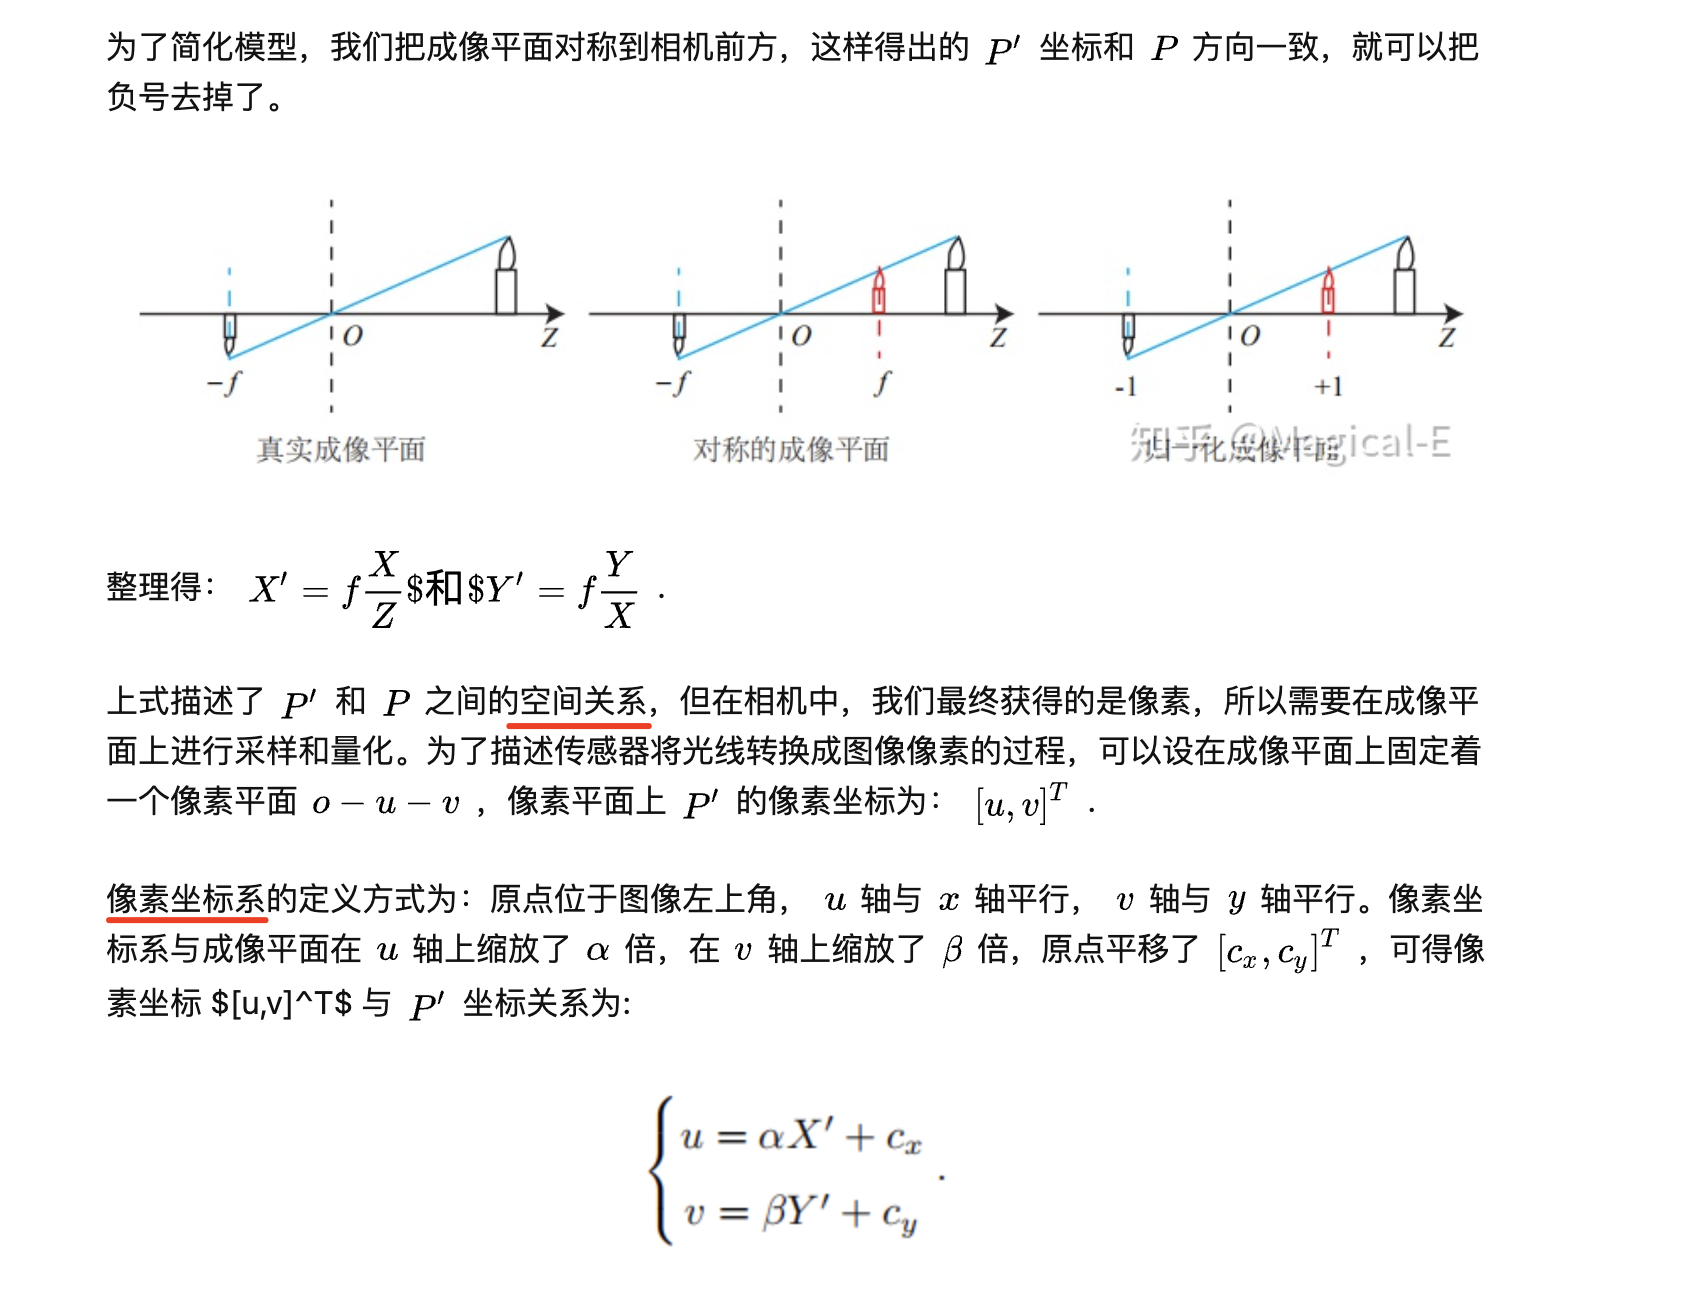 为了简化模型，我们把成像平面对称到相机前方，这样得出的 P′ 坐标和 P 方向一致，就可以把
负号去掉了。
O Z −f 真实成像平面
O Z −f f 对称的成像平面
O Z -1 +1 归一化成像平面
知乎 @Magical-E
整理得： X′ = f X/Z $和$Y′ = f Y/X .
上式描述了 P′ 和 P 之间的空间关系，但在相机中，我们最终获得的是像素，所以需要在成像平
面上进行采样和量化。为了描述传感器将光线转换成图像像素的过程，可以设在成像平面上固定着
一个像素平面 o − u − v ，像素平面上 P′ 的像素坐标为： [u, v]^T .
像素坐标系的定义方式为：原点位于图像左上角， u 轴与 x 轴平行， v 轴与 y 轴平行。像素坐
标系与成像平面在 u 轴上缩放了 α 倍，在 v 轴上缩放了 β 倍，原点平移了 [c_x, c_y]^T ，可得像
素坐标 $[u,v]^T$ 与 P′ 坐标关系为:
u = αX′ + c_x
v = βY′ + c_y .